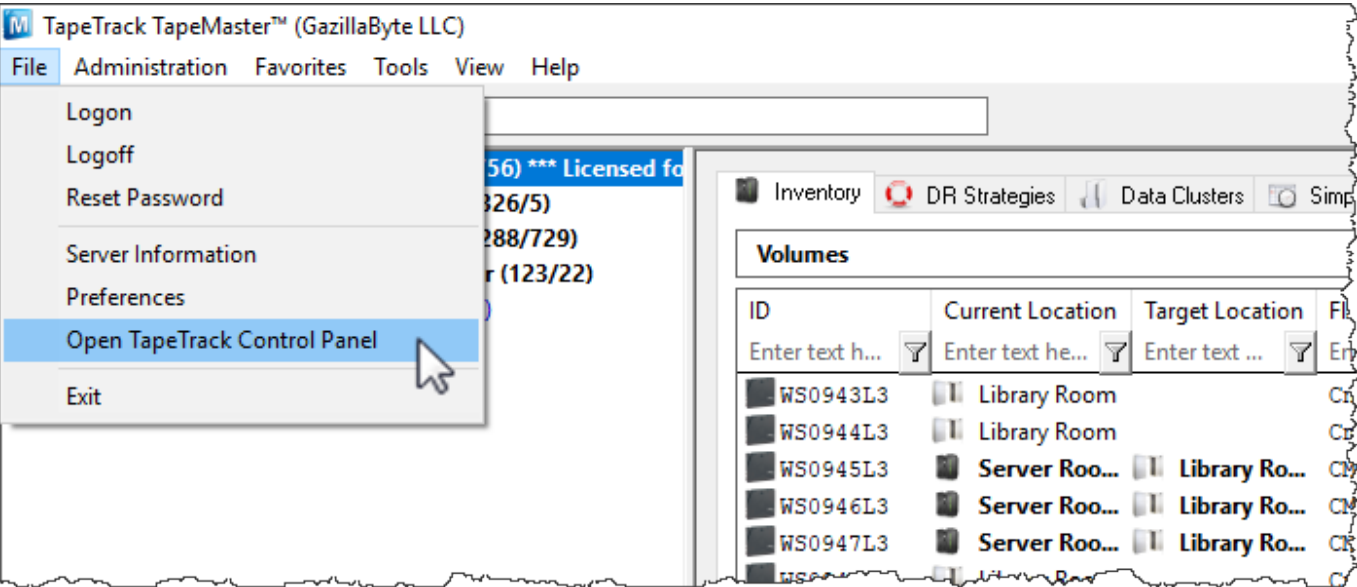 TapeTrack TapeMaster™ (GazillaByte LLC)
File Administration Favorites Tools View Help
Logon
Logoff
Reset Password
Server Information
Preferences
Open TapeTrack Control Panel
Exit
56) *** Licensed fo
326/5)
288/729)
r (123/22)
Inventory DR Strategies Data Clusters Simp
Volumes
ID Current Location Target Location
Enter text h... Enter text he... Enter text ...
WS0943L3 Library Room
WS0944L3 Library Room
WS0945L3 Server Roo... Library Ro...
WS0946L3 Server Roo... Library Ro...
WS0947L3 Server Roo... Library Ro...